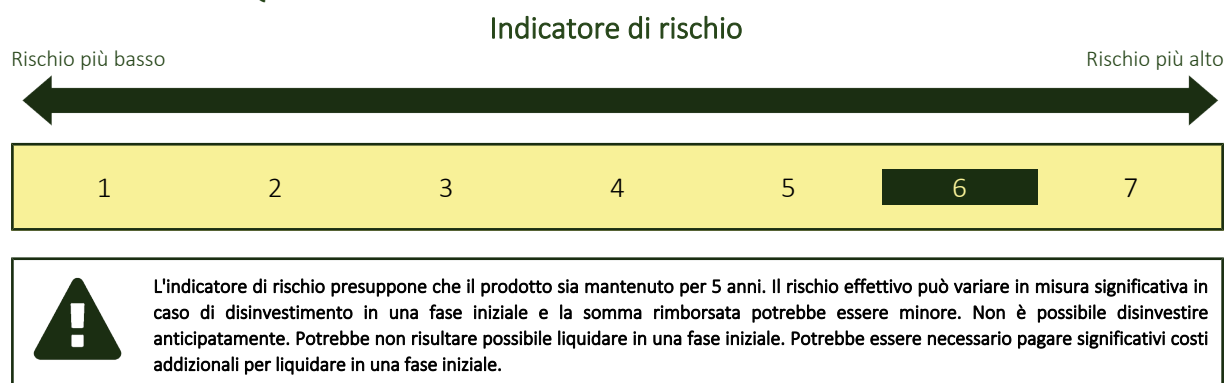 Indicatore di rischio
Rischio più basso
Rischio più alto
1 2 3 4 5 6 7
L'indicatore di rischio presuppone che il prodotto sia mantenuto per 5 anni. Il rischio effettivo può variare in misura significativa in
caso di disinvestimento in una fase iniziale e la somma rimborsata potrebbe essere minore. Non è possibile disinvestire
anticipatamente. Potrebbe non risultare possibile liquidare in una fase iniziale. Potrebbe essere necessario pagare significativi costi
addizionali per liquidare in una fase iniziale.